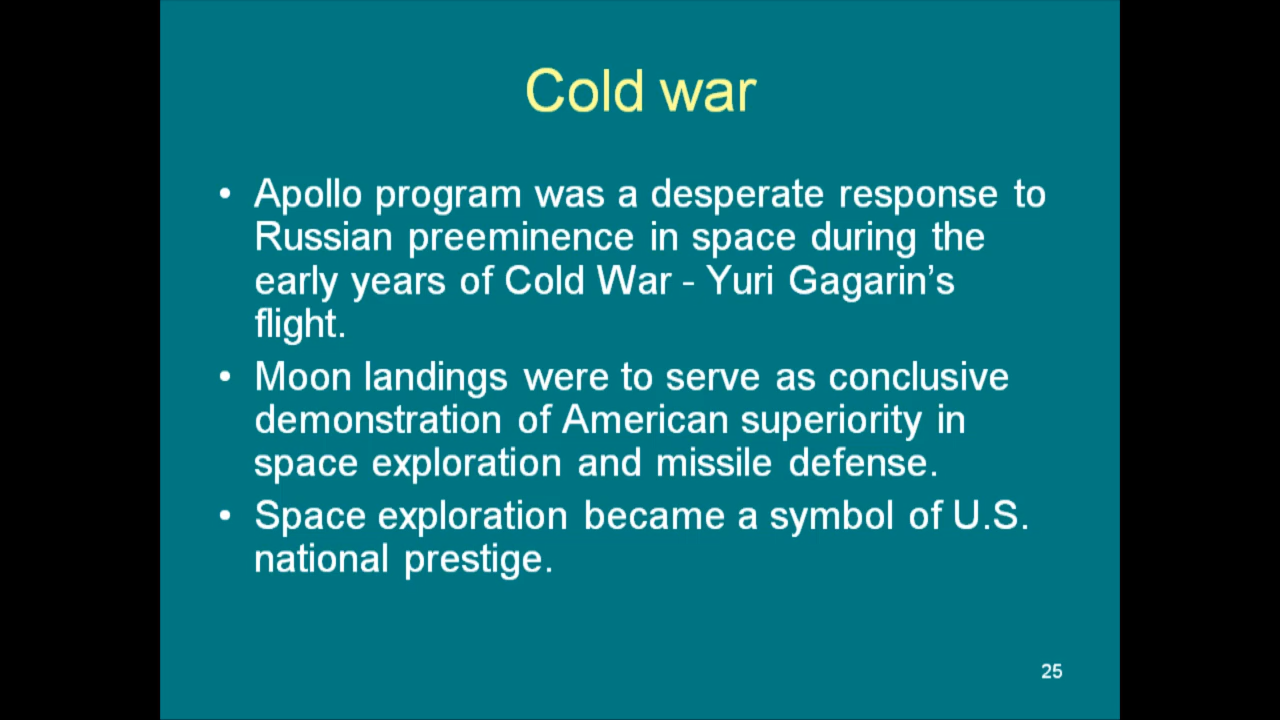 Cold war
• Apollo program was a desperate response to
Russian preeminence in space during the
early years of Cold War - Yuri Gagarin’s
flight.
• Moon landings were to serve as conclusive
demonstration of American superiority in
space exploration and missile defense.
• Space exploration became a symbol of U.S.
national prestige.
25